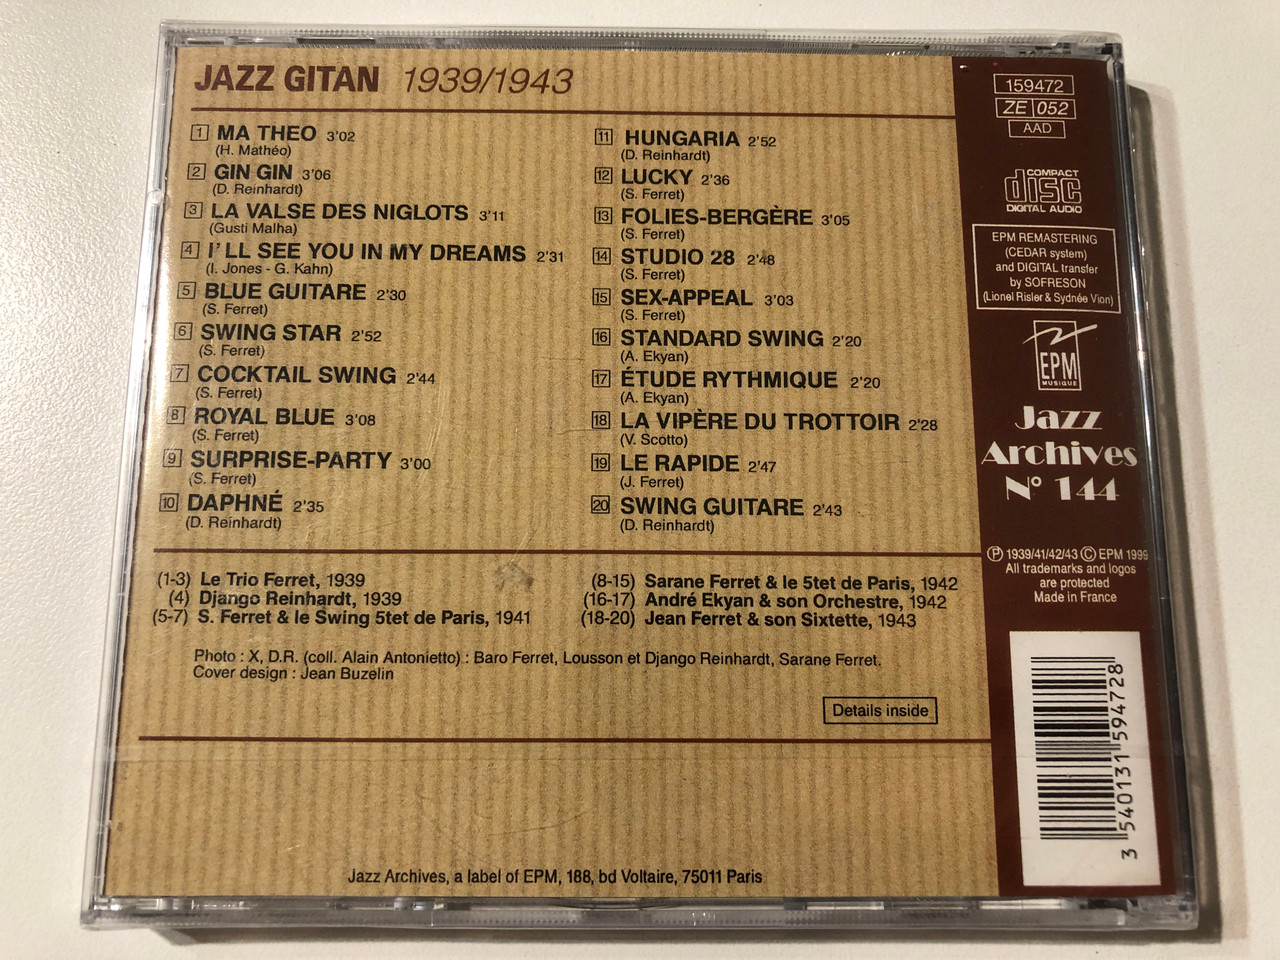 JAZZ GITAN 1939/1943
1 MA THEO 3'02
(H. Mathéo)
2 GIN GIN 3'06
(D. Reinhardt)
3 LA VALSE DES NIGLOTS 3'11
(Gusti Malha)
4 I'LL SEE YOU IN MY DREAMS 2'31
(I. Jones - G. Kahn)
5 BLUE GUITARE 2'30
(S. Ferret)
6 SWING STAR 2'52
(S. Ferret)
7 COCKTAIL SWING 2'44
(S. Ferret)
8 ROYAL BLUE 3'08
(S. Ferret)
9 SURPRISE-PARTY 3'00
(S. Ferret)
10 DAPHNÉ 2'35
(D. Reinhardt)
11 HUNGARIA 2'52
(D. Reinhardt)
12 LUCKY 2'36
(S. Ferret)
13 FOLIES-BERGÈRE 3'05
(S. Ferret)
14 STUDIO 28 2'48
(S. Ferret)
15 SEX-APPEAL 3'03
(S. Ferret)
16 STANDARD SWING 2'20
(A. Ekyan)
17 ÉTUDE RYTHMIQUE 2'20
(A. Ekyan)
18 LA VIPÈRE DU TROTTOIR 2'28
(V. Scotto)
19 LE RAPIDE 2'47
(J. Ferret)
20 SWING GUITARE 2'43
(D. Reinhardt)
(1-3) Le Trio Ferret, 1939
(4) Django Reinhardt, 1939
(5-7) S. Ferret & le Swing 5tet de Paris, 1941
(8-15) Sarane Ferret & le 5tet de Paris, 1942
(16-17) André Ekyan & son Orchestre, 1942
(18-20) Jean Ferret & son Sixtette, 1943
Photo : X, D.R. (coll. Alain Antonietto) : Baro Ferret, Lousson et Django Reinhardt, Sarane Ferret.
Cover design : Jean Buzelin
Details inside
Jazz Archives, a label of EPM, 188, bd Voltaire, 75011 Paris
159472
ZE 052
AAD
COMPACT
disc
DIGITAL AUDIO
EPM REMASTERING
(CEDAR system)
and DIGITAL transfer
by SOFRESON
(Lionel Risler & Sydnée Vion)
EPM
MUSIQUE
Jazz
Archives
N° 144
℗ 1939/41/42/43 © EPM 1999
All trademarks and logos
are protected
Made in France
3 540131 594728